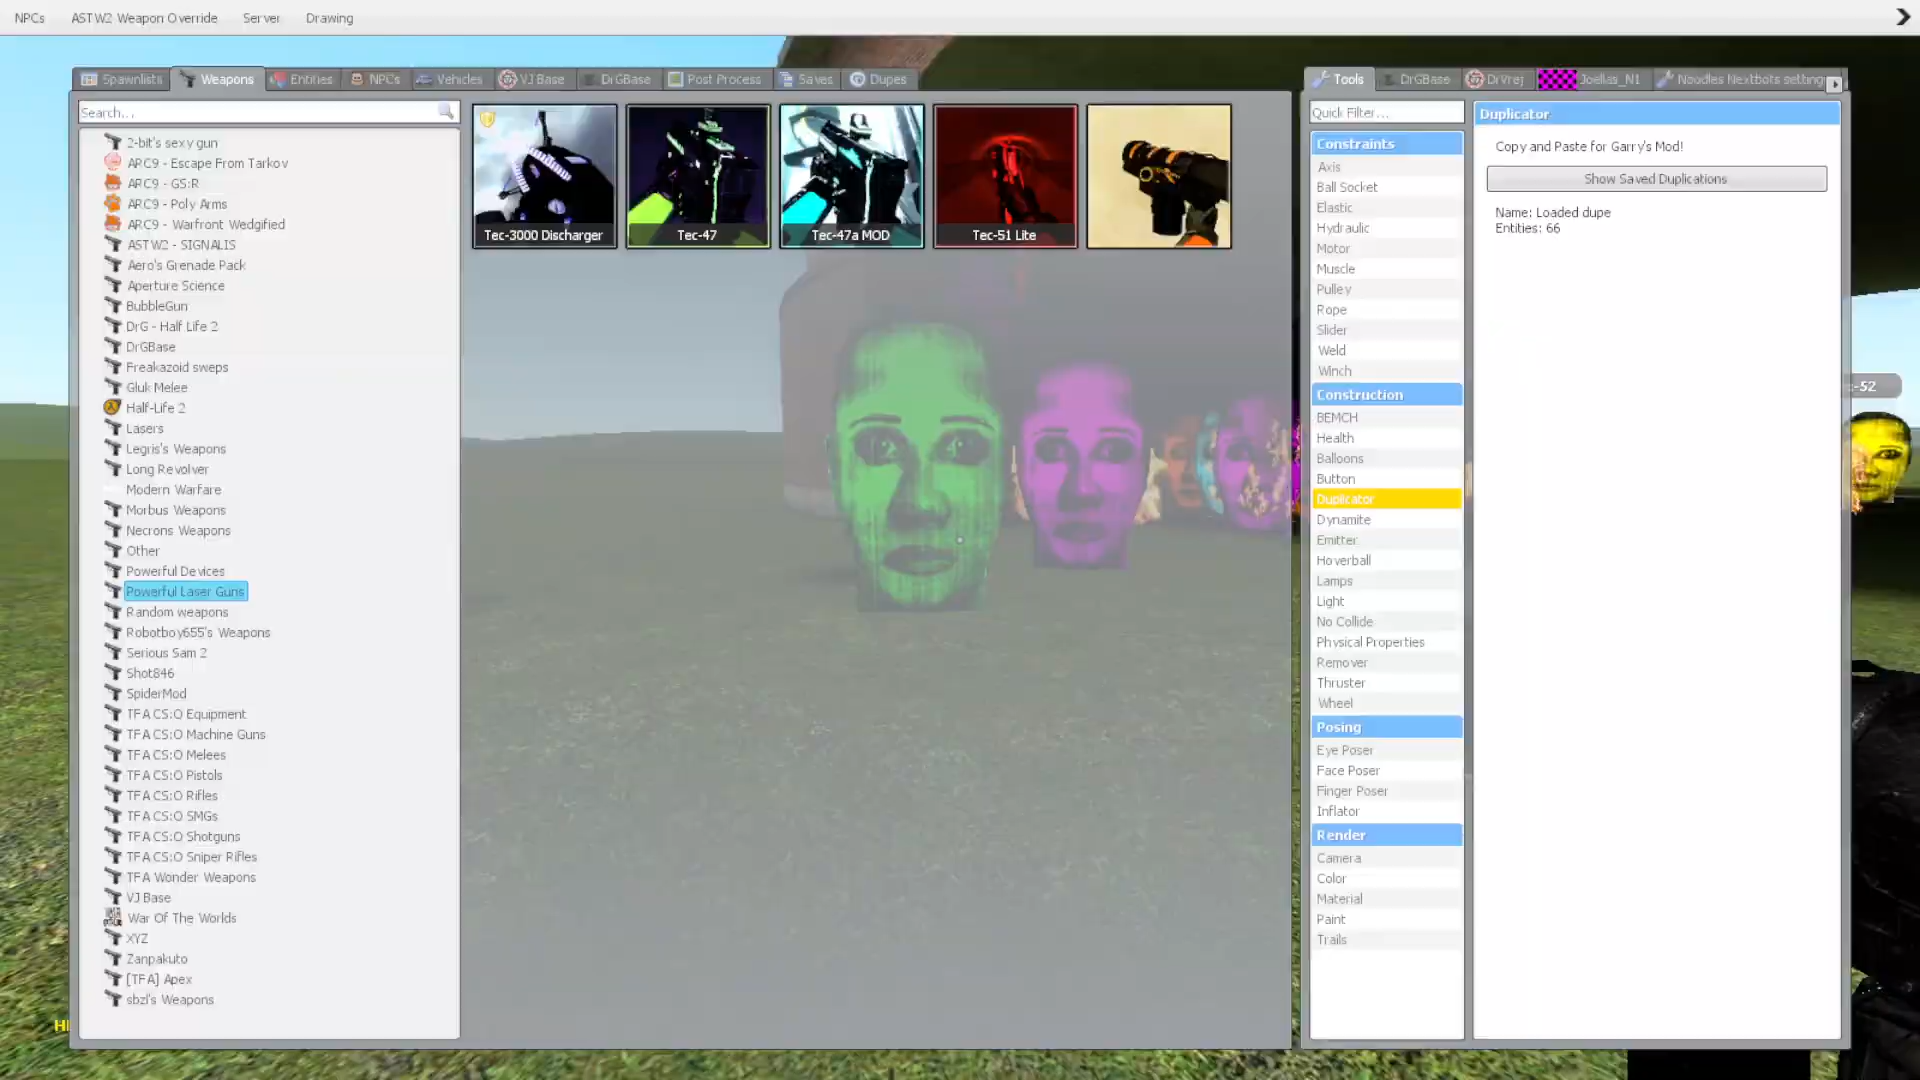 NPCs ASTW2 Weapon Override Server Drawing
Spawnlists Weapons Entities NPCs Vehicles VJ Base DrGBase Post Process Saves Dupes
Search...
2-bit's sexy gun
ARC9 - Escape From Tarkov
ARC9 - GS:R
ARC9 - Poly Arms
ARC9 - Warfront Wedgified
ASTW2 - SIGNALIS
Aero's Grenade Pack
Aperture Science
BubbleGun
DrG - Half Life 2
DrGBase
Freakazoid sweps
Gluk Melee
Half-Life 2
Lasers
Legris's Weapons
Long Revolver
Modern Warfare
Morbus Weapons
Necrons Weapons
Other
Powerful Devices
Powerful Laser Guns
Random weapons
Robotboy655's Weapons
Serious Sam 2
Shot846
SpiderMod
TFA CS:O Equipment
TFA CS:O Machine Guns
TFA CS:O Melees
TFA CS:O Pistols
TFA CS:O Rifles
TFA CS:O SMGs
TFA CS:O Shotguns
TFA CS:O Sniper Rifles
TFA Wonder Weapons
VJ Base
War Of The Worlds
XYZ
Zanpakuto
[TFA] Apex
sbzl's Weapons
Tec-3000 Discharger
Tec-47
Tec-47a MOD
Tec-51 Lite
Tools DrGBase DrVrej Joellas_N1 Noodles Nextbots setting
Quick Filter...
Constraints
Axis
Ball Socket
Elastic
Hydraulic
Motor
Muscle
Pulley
Rope
Slider
Weld
Winch
Construction
BEMCH
Health
Balloons
Button
Duplicator
Dynamite
Emitter
Hoverball
Lamps
Light
No Collide
Physical Properties
Remover
Thruster
Wheel
Posing
Eye Poser
Face Poser
Finger Poser
Inflator
Render
Camera
Color
Material
Paint
Trails
Duplicator
Copy and Paste for Garry's Mod!
Show Saved Duplications
Name: Loaded dupe
Entities: 66
-52